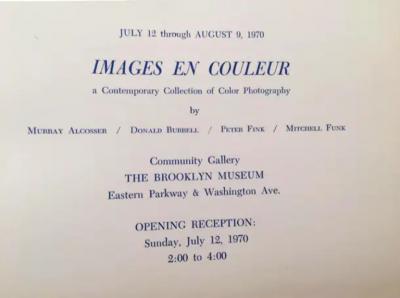 JULY 12 through AUGUST 9, 1970
IMAGES EN COULEUR
a Contemporary Collection of Color Photography
by
MURRAY ALCOSSER / DONALD BUBBELL / PETER FINK / MITCHELL FUNK
Community Gallery
THE BROOKLYN MUSEUM
Eastern Parkway & Washington Ave.
OPENING RECEPTION:
Sunday, July 12, 1970
2:00 to 4:00